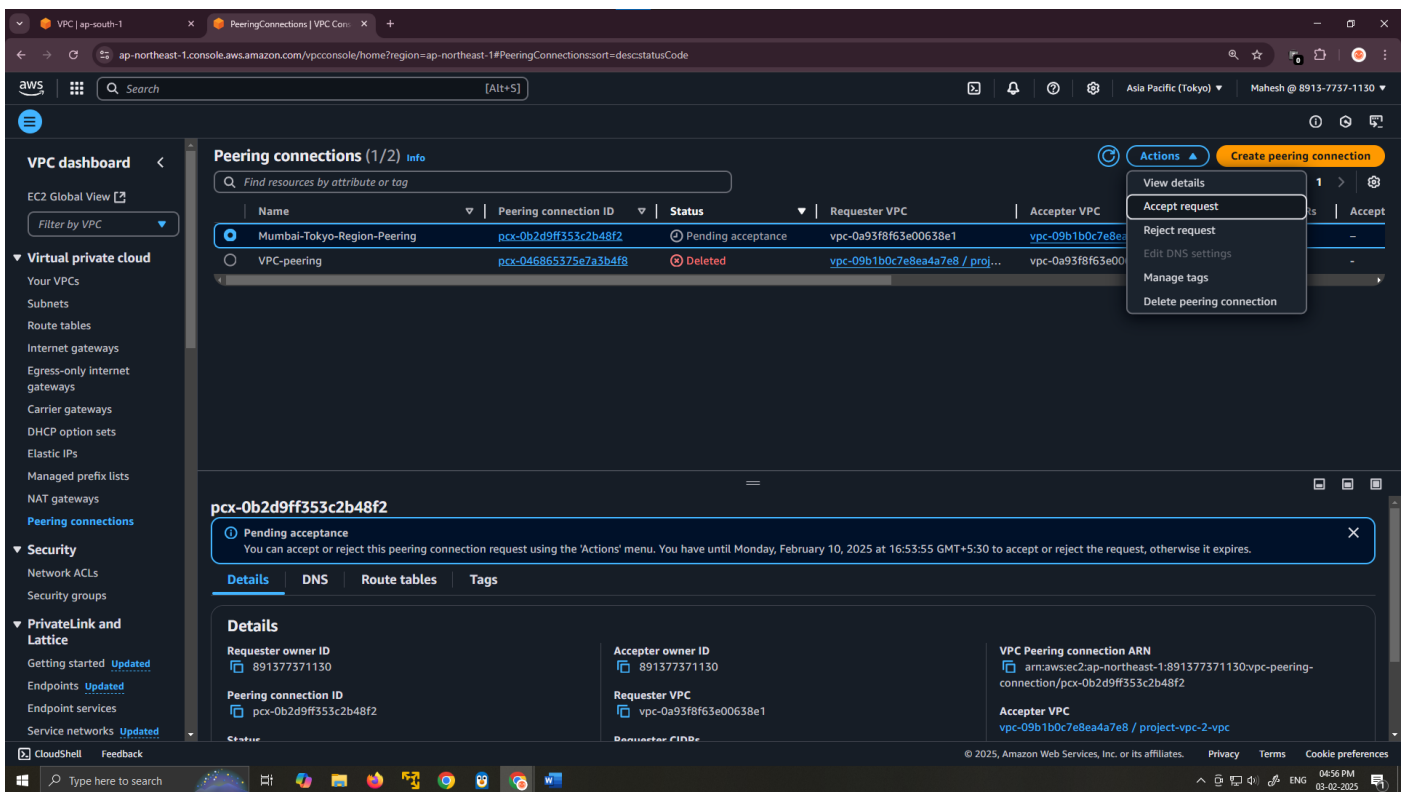 VPC | ap-south-1
PeeringConnections | VPC Con
ap-northeast-1.console.aws.amazon.com/vpcconsole/home?region=ap-northeast-1#PeeringConnections:sort=desc:statusCode
0
aws
Search
[Alt+S]
Asia Pacific (Tokyo)
Mahesh @ 8913-7737-1130
VPC dashboard
EC2 Global View
Filter by VPC
Virtual private cloud
Your VPCs
Subnets
Route tables
Internet gateways
Egress-only internet
gateways
Carrier gateways
DHCP option sets
Elastic IPs
Managed prefix lists
NAT gateways
Peering connections
Security
Network ACLs
Security groups
PrivateLink and
Lattice
Getting started Updated
Endpoints Updated
Endpoint services
Service networks Updated
Peering connections (1/2) Info
Actions
Create peering connection
Find resources by attribute or tag
1
View details
Accept request
Reject request
Edit DNS settings
Manage tags
Delete peering connection
Name Peering connection ID Status Requester VPC Accepter VPC Accept
Mumbai-Tokyo-Region-Peering pcx-0b2d9ff353c2b48f2 Pending acceptance vpc-0a93f8f63e00638e1 vpc-09b1b0c7e8ea –
VPC-peering pcx-046865375e7a3b4f8 Deleted vpc-09b1b0c7e8ea4a7e8 / proj... vpc-0a93f8f63e00 -
pcx-0b2d9ff353c2b48f2
Pending acceptance
You can accept or reject this peering connection request using the 'Actions' menu. You have until Monday, February 10, 2025 at 16:53:55 GMT+5:30 to accept or reject the request, otherwise it expires.
Details DNS Route tables Tags
Details
Requester owner ID
891377371130
Accepter owner ID
891377371130
VPC Peering connection ARN
arn:aws:ec2:ap-northeast-1:891377371130:vpc-peering-
connection/pcx-0b2d9ff353c2b48f2
Peering connection ID
pcx-0b2d9ff353c2b48f2
Requester VPC
vpc-0a93f8f63e00638e1
Accepter VPC
vpc-09b1b0c7e8ea4a7e8 / project-vpc-2-vpc
Status
Requester CIDRs
CloudShell Feedback
© 2025, Amazon Web Services, Inc. or its affiliates. Privacy Terms Cookie preferences
Type here to search
ENG
04:56 PM
03-02-2025